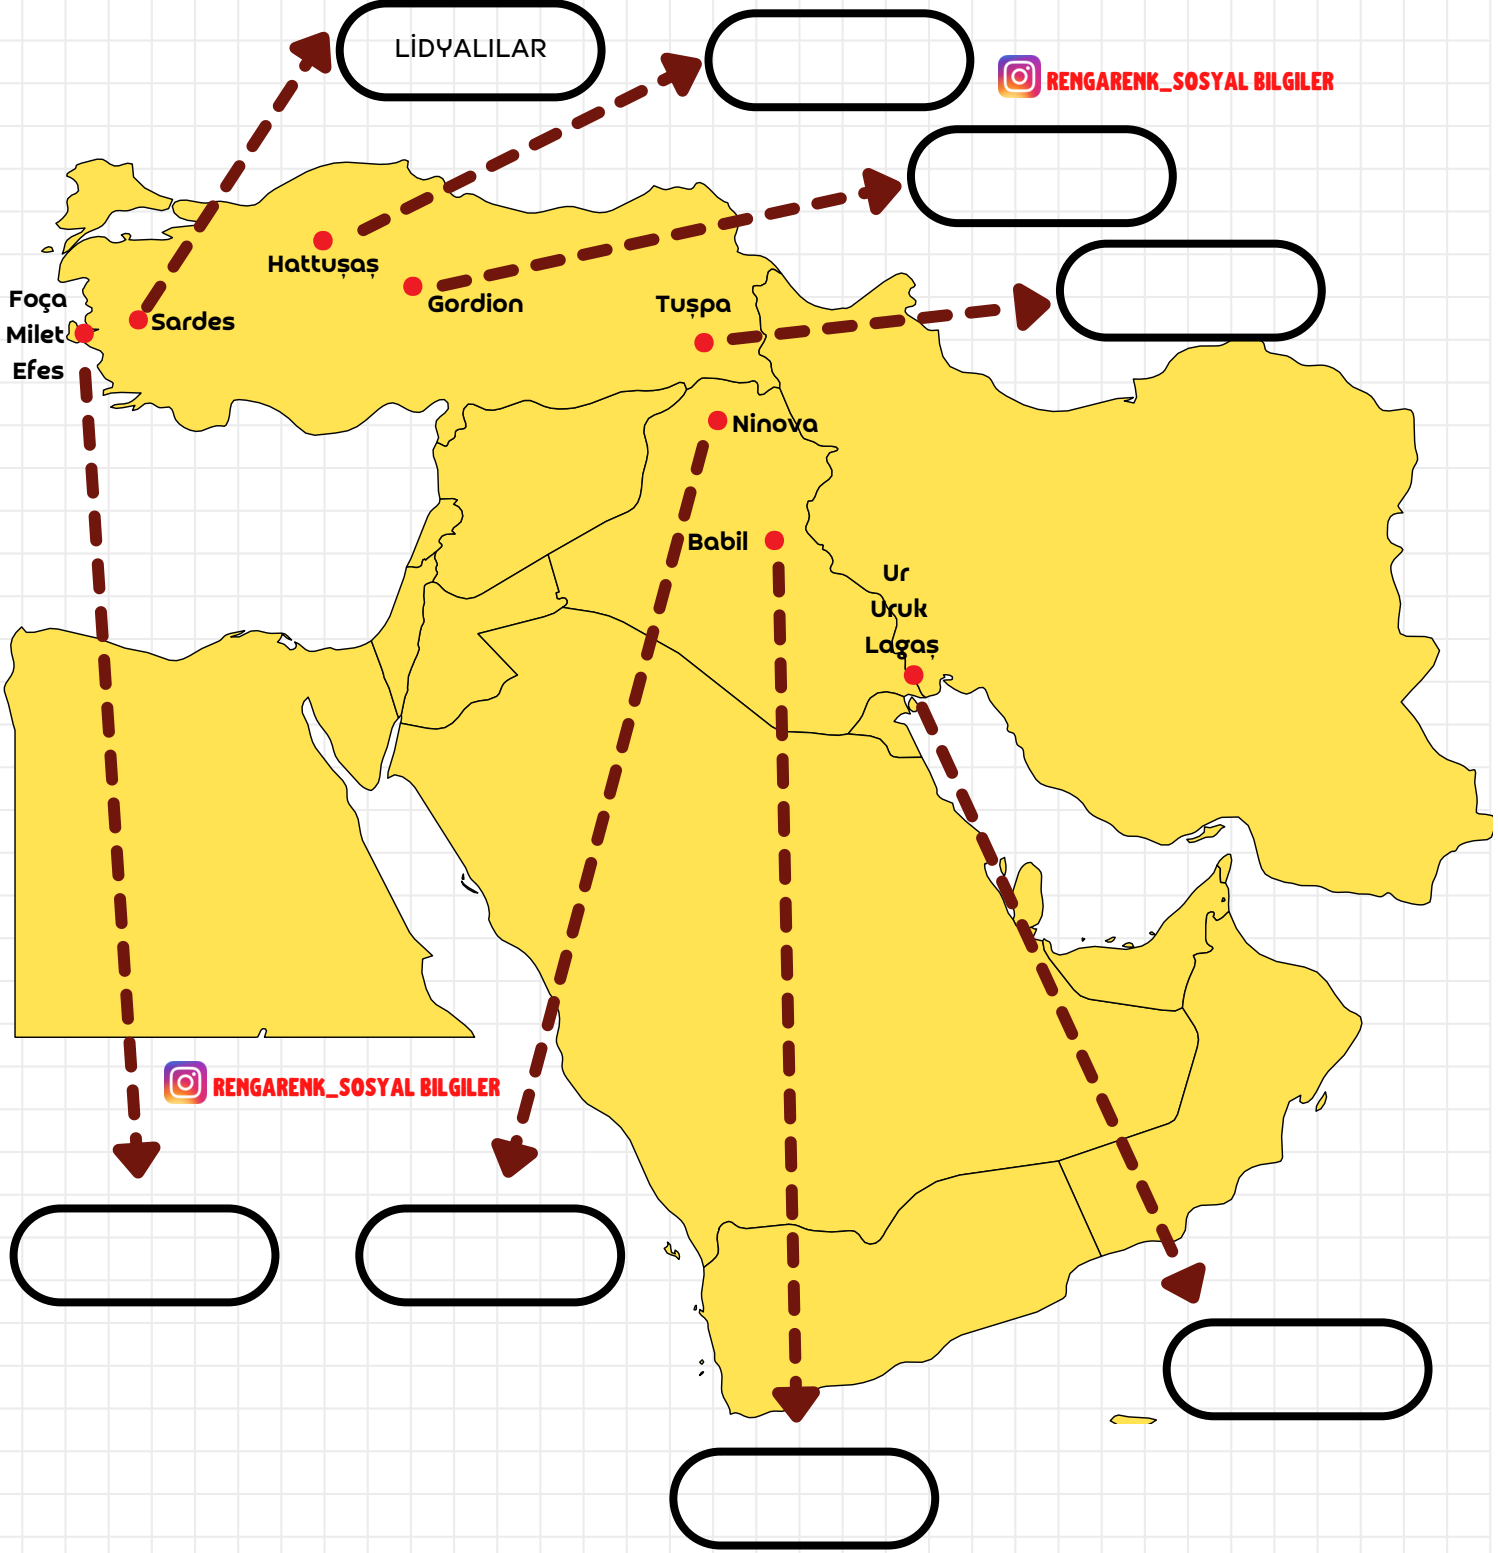 LİDYALILAR
RENGARENK_SOSYAL BILGILER
Hattuşaş
Gordion
Tuşpa
Foça
Milet
Efes
Sardes
Ninova
Babil
Ur
Uruk
Lagaş
RENGARENK_SOSYAL BILGILER